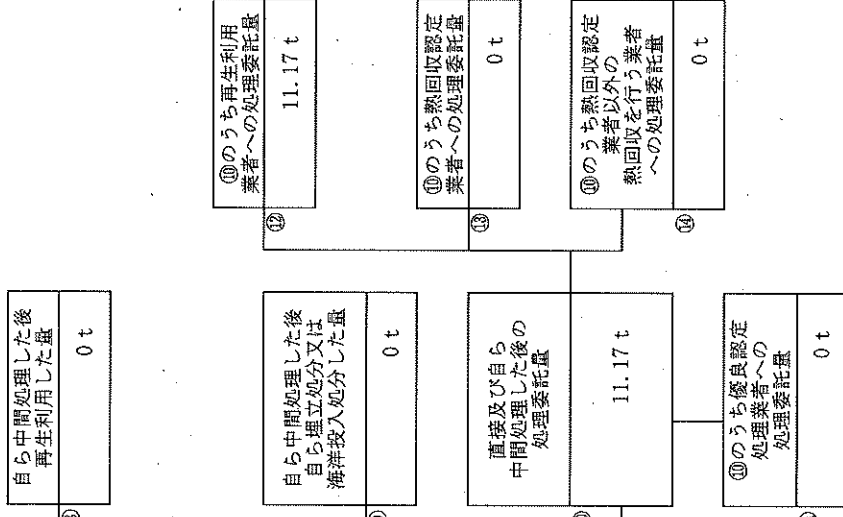 自ら中間処理した後
再生利用した量
0 t
自ら中間処理した後
自ら埋立処分又は
海洋投入処分した量
0 t
直接及び自ら
中間処理した後の
処理委託量
11.17 t
⑩のうち優良認定
処理業者への
処理委託量
0 t
⑫
⑩のうち再生利用
業者への処理委託量
11.17 t
⑬
⑩のうち熱回収認定
業者への処理委託量
0 t
⑭
⑩のうち熱回収認定
業者以外の
熱回収を行う業者
への処理委託量
0 t